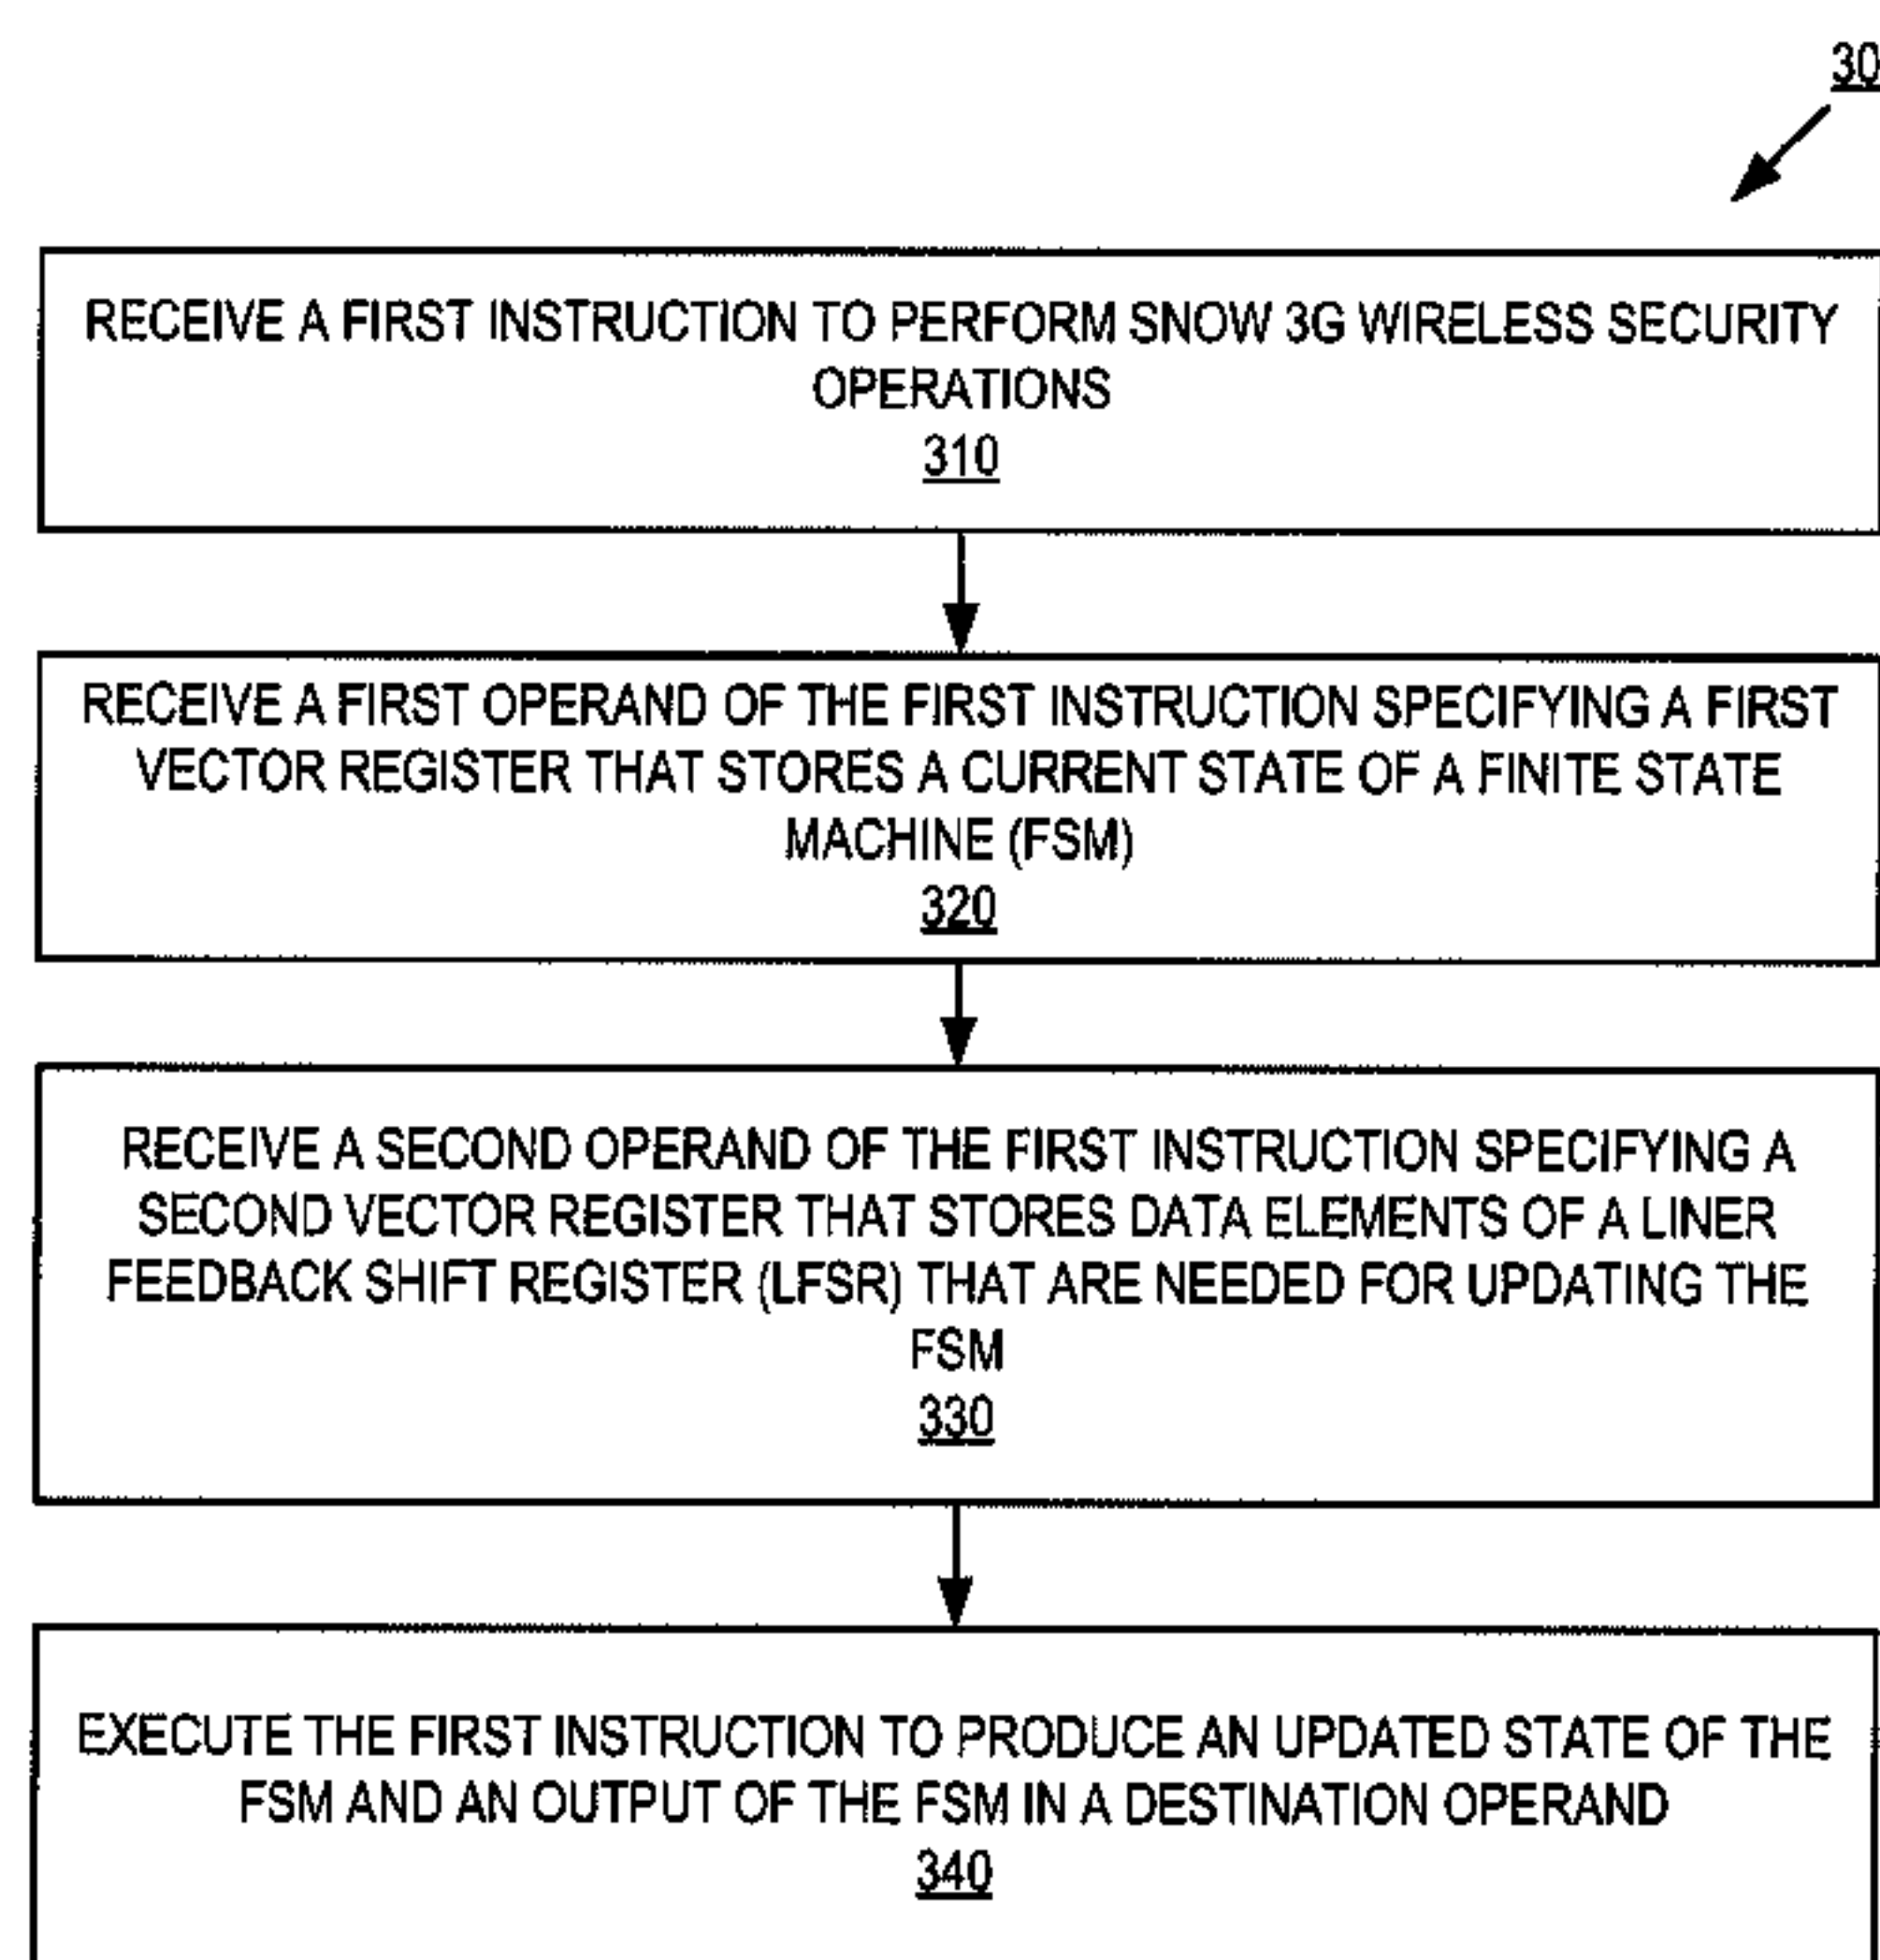 30
RECEIVE A FIRST INSTRUCTION TO PERFORM SNOW 3G WIRELESS SECURITY
OPERATIONS
310
RECEIVE A FIRST OPERAND OF THE FIRST INSTRUCTION SPECIFYING A FIRST
VECTOR REGISTER THAT STORES A CURRENT STATE OF A FINITE STATE
MACHINE (FSM)
320
RECEIVE A SECOND OPERAND OF THE FIRST INSTRUCTION SPECIFYING A
SECOND VECTOR REGISTER THAT STORES DATA ELEMENTS OF A LINER
FEEDBACK SHIFT REGISTER (LFSR) THAT ARE NEEDED FOR UPDATING THE
FSM
330
EXECUTE THE FIRST INSTRUCTION TO PRODUCE AN UPDATED STATE OF THE
FSM AND AN OUTPUT OF THE FSM IN A DESTINATION OPERAND
340